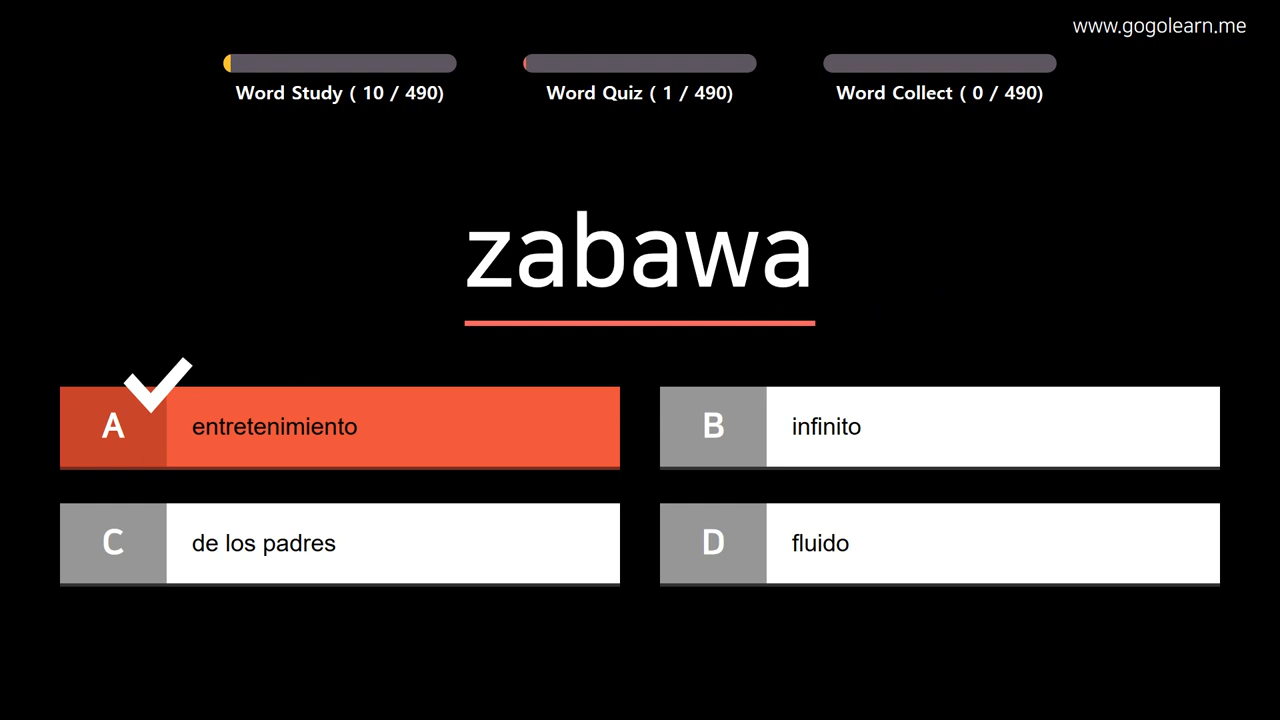 www.gogolearn.me
Word Study ( 10 / 490)
Word Quiz ( 1 / 490)
Word Collect ( 0 / 490)
zabawa
A entretenimiento
B infinito
C de los padres
D fluido